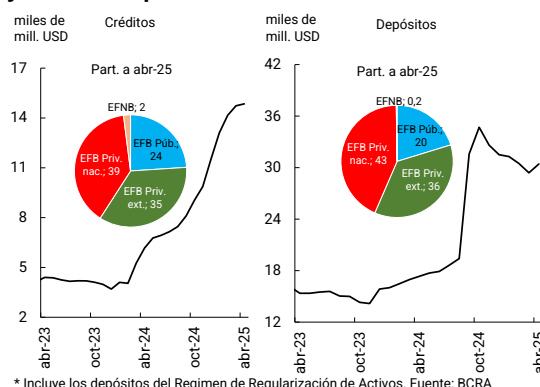 Créditos
miles de
mill. USD
Part. a abr-25
17
14
11
8
5
2
EFNB; 2
EFB Púb.;
24
EFB Priv.
nac.; 39
EFB Priv.
ext.; 35
abr-23
oct-23
abr-24
oct-24
abr-25
Depósitos
miles de
mill. USD
Part. a abr-25
42
36
30
24
18
12
EFNB; 0,2
EFB Púb.;
20
EFB Priv.
nac.; 43
EFB Priv.
ext.; 36
abr-23
oct-23
abr-24
oct-24
abr-25
* Incluye los depósitos del Regimen de Regularización de Activos. Fuente: BCRA